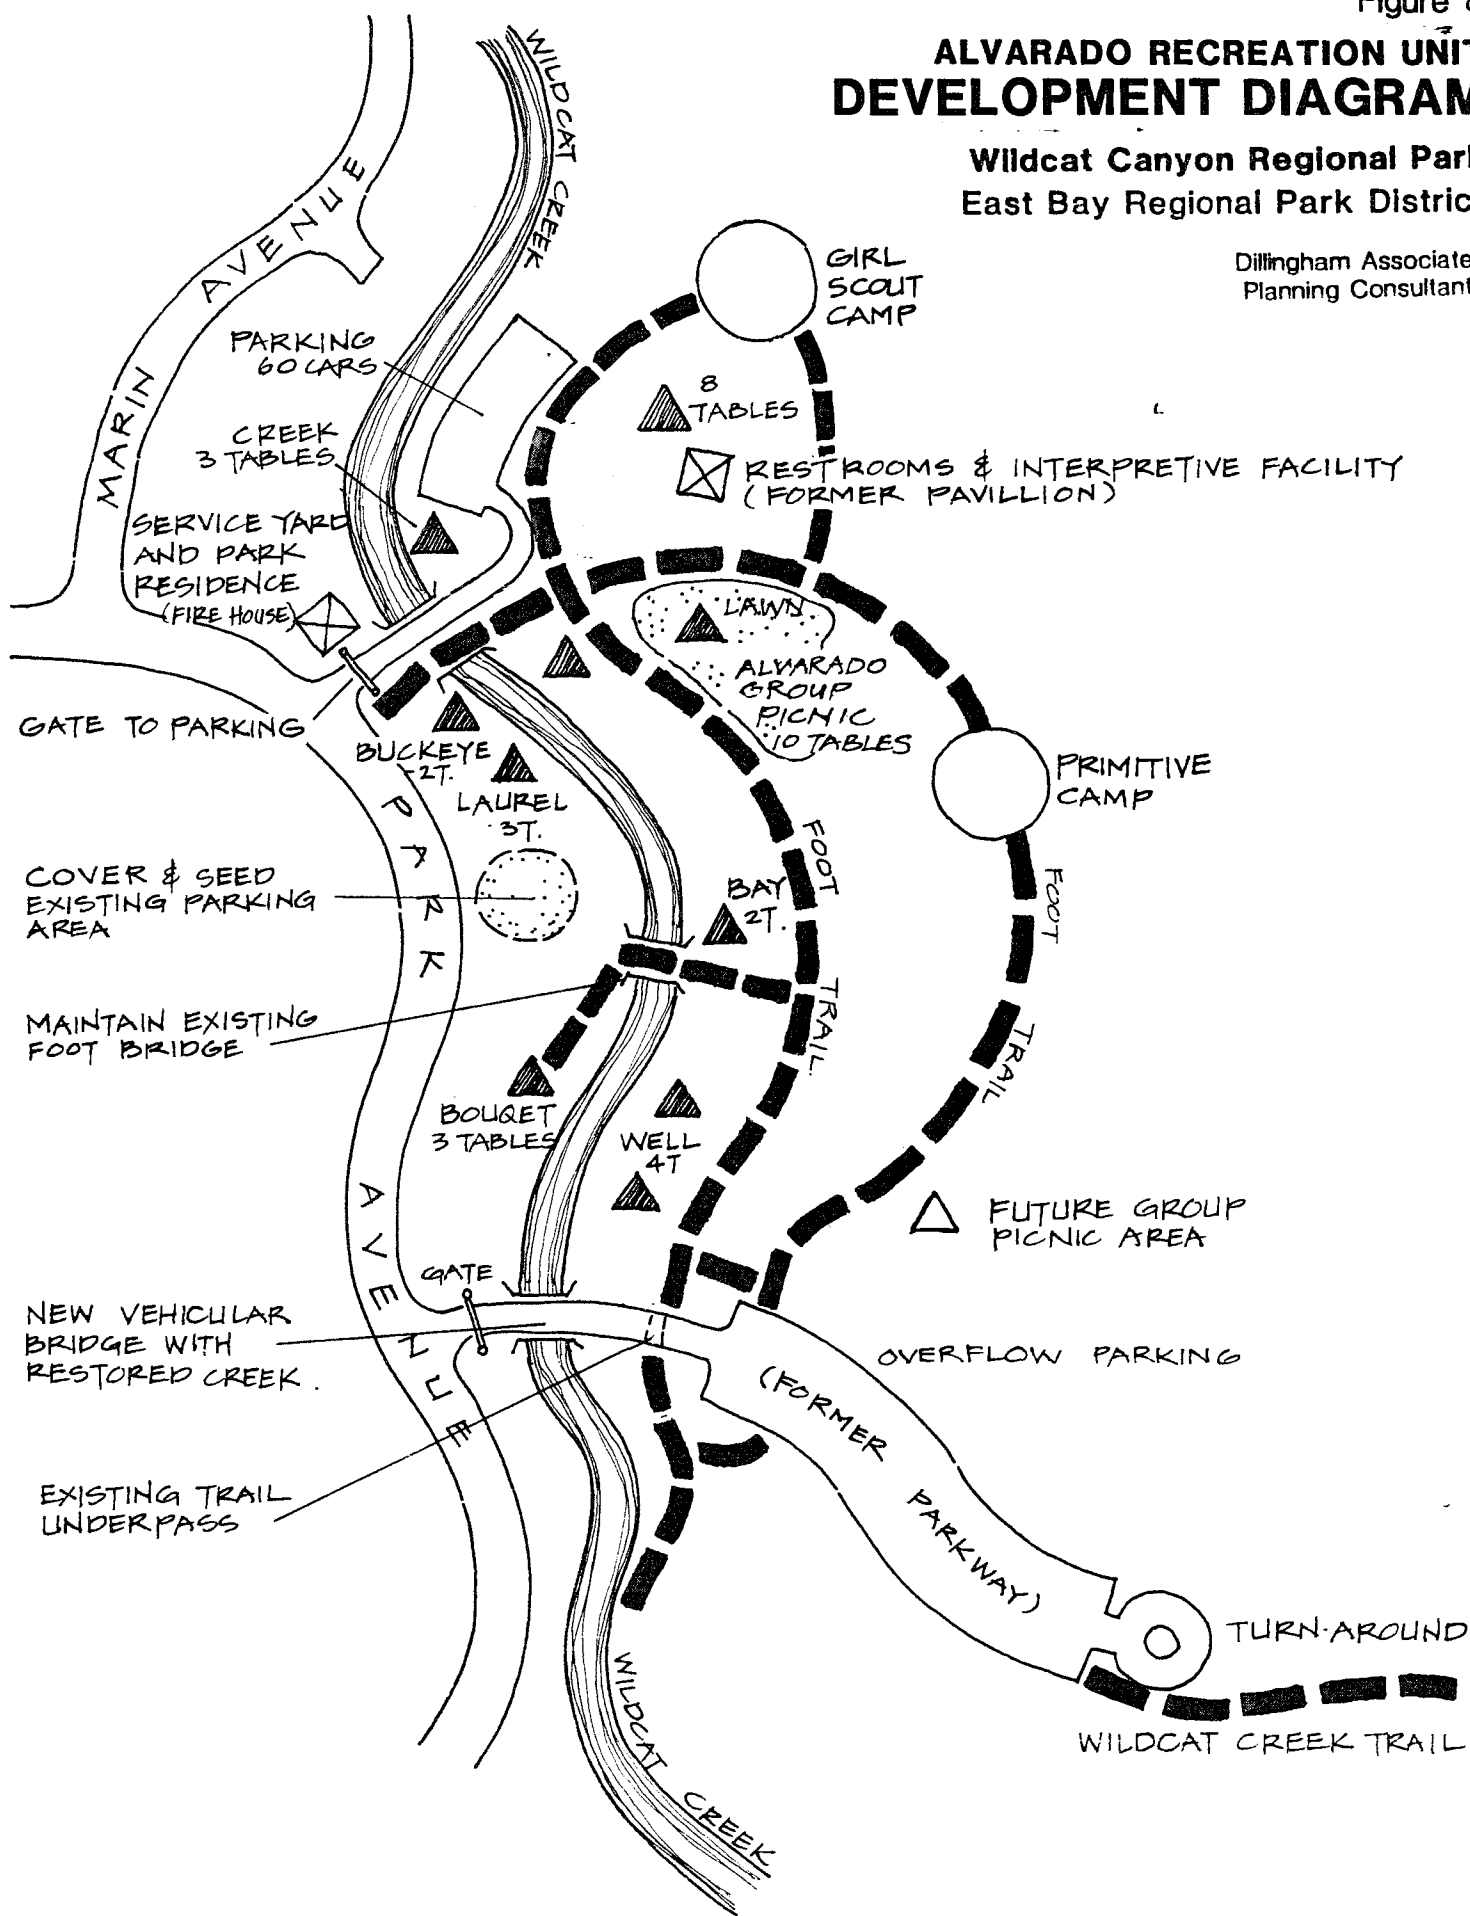 Figure
ALVARADO RECREATION UNIT
DEVELOPMENT DIAGRAM
Wildcat Canyon Regional Park
East Bay Regional Park Distric
Dillingham Associate
Planning Consultant
WILDCAT CREEK
MARIN AVENUE
GIRL
SCOUT
CAMP
PARKING
60 CARS
8
TABLES
CREEK
3 TABLES
RESTROOMS & INTERPRETIVE FACILITY
(FORMER PAVILLION)
SERVICE YARD
AND PARK
RESIDENCE
(FIRE HOUSE)
LAWN
ALVARADO
GROUP
PICNIC
10 TABLES
GATE TO PARKING
BUCKEYE
2T.
LAUREL
3T.
PRIMITIVE
CAMP
PARK AVENUE
FOOT TRAIL
FOOT TRAIL
COVER & SEED
EXISTING PARKING
AREA
BAY
2T.
MAINTAIN EXISTING
FOOT BRIDGE
BOUQET
3 TABLES
WELL
4T
FUTURE GROUP
PICNIC AREA
GATE
NEW VEHICULAR
BRIDGE WITH
RESTORED CREEK.
OVERFLOW PARKING
(FORMER PARKWAY)
EXISTING TRAIL
UNDERPASS
TURN-AROUND
WILDCAT CREEK TRAIL
WILDCAT CREEK